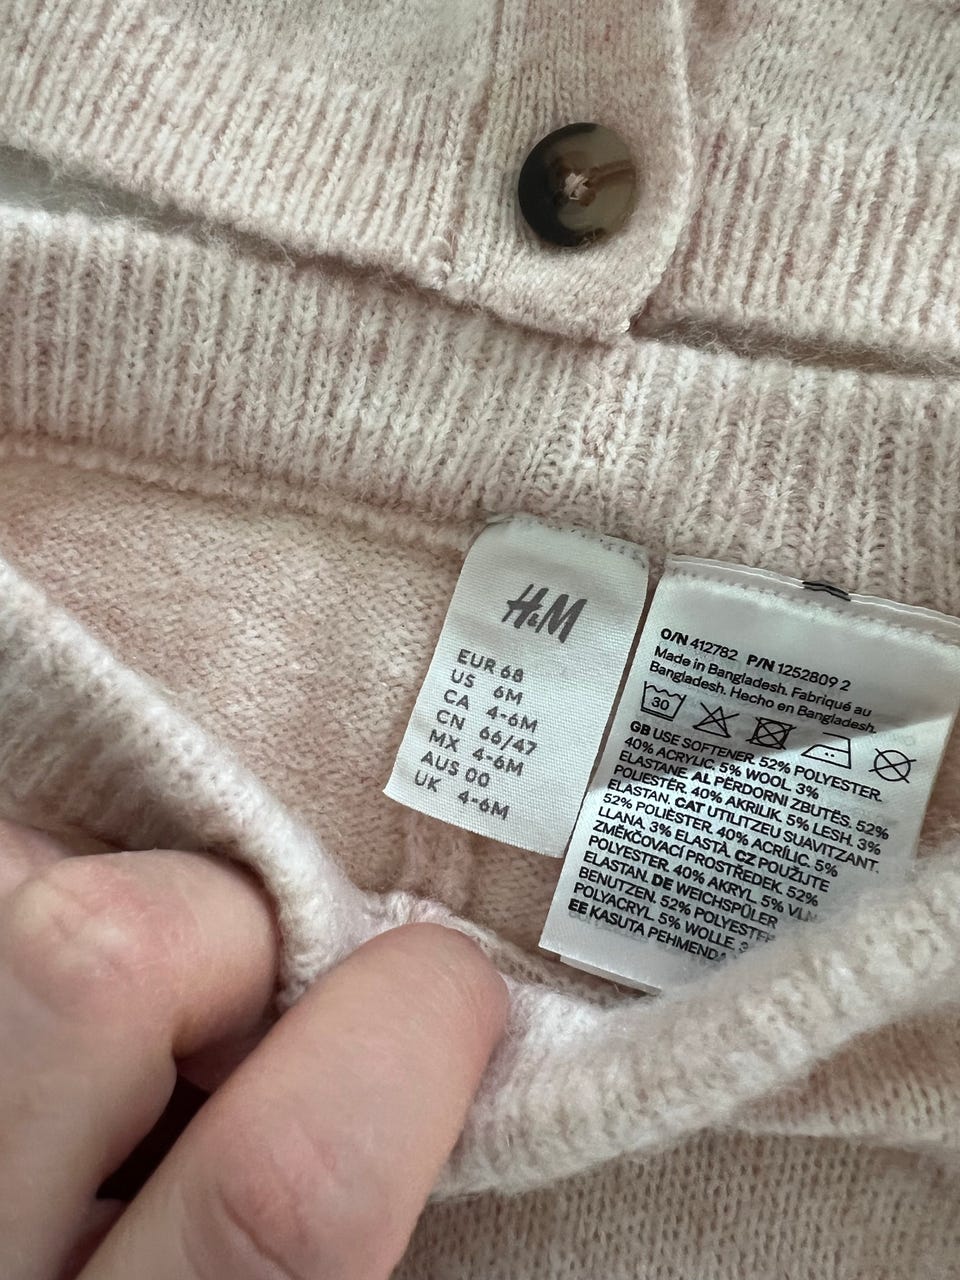 H&M
EUR 68
US 6M
CA 4-6M
CN 66/47
MX 4-6M
AUS 00
UK 4-6M
O/N 412782 P/N 1252809 2
Made in Bangladesh. Fabriqué au
Bangladesh. Hecho en Bangladesh.
30
GB USE SOFTENER. 52% POLYESTER.
40% ACRYLIC. 5% WOOL. 3%
ELASTANE. AL PËRDORNI ZBUTËS. 52%
POLIESTËR. 40% AKRILIK. 5% LESH. 3%
ELASTAN. CAT UTILITZEU SUAVITZANT.
52% POLIÈSTER. 40% ACRÍLIC. 5%
LLANA. 3% ELASTÀ. CZ POUŽIJTE
ZMĚKČOVACÍ PROSTŘEDEK. 52%
POLYESTER. 40% AKRYL. 5% VLN
ELASTAN. DE WEICHSPÜLER
BENUTZEN. 52% POLYESTER
POLYACRYL. 5% WOLLE. 3
EE KASUTA PEHMENDA